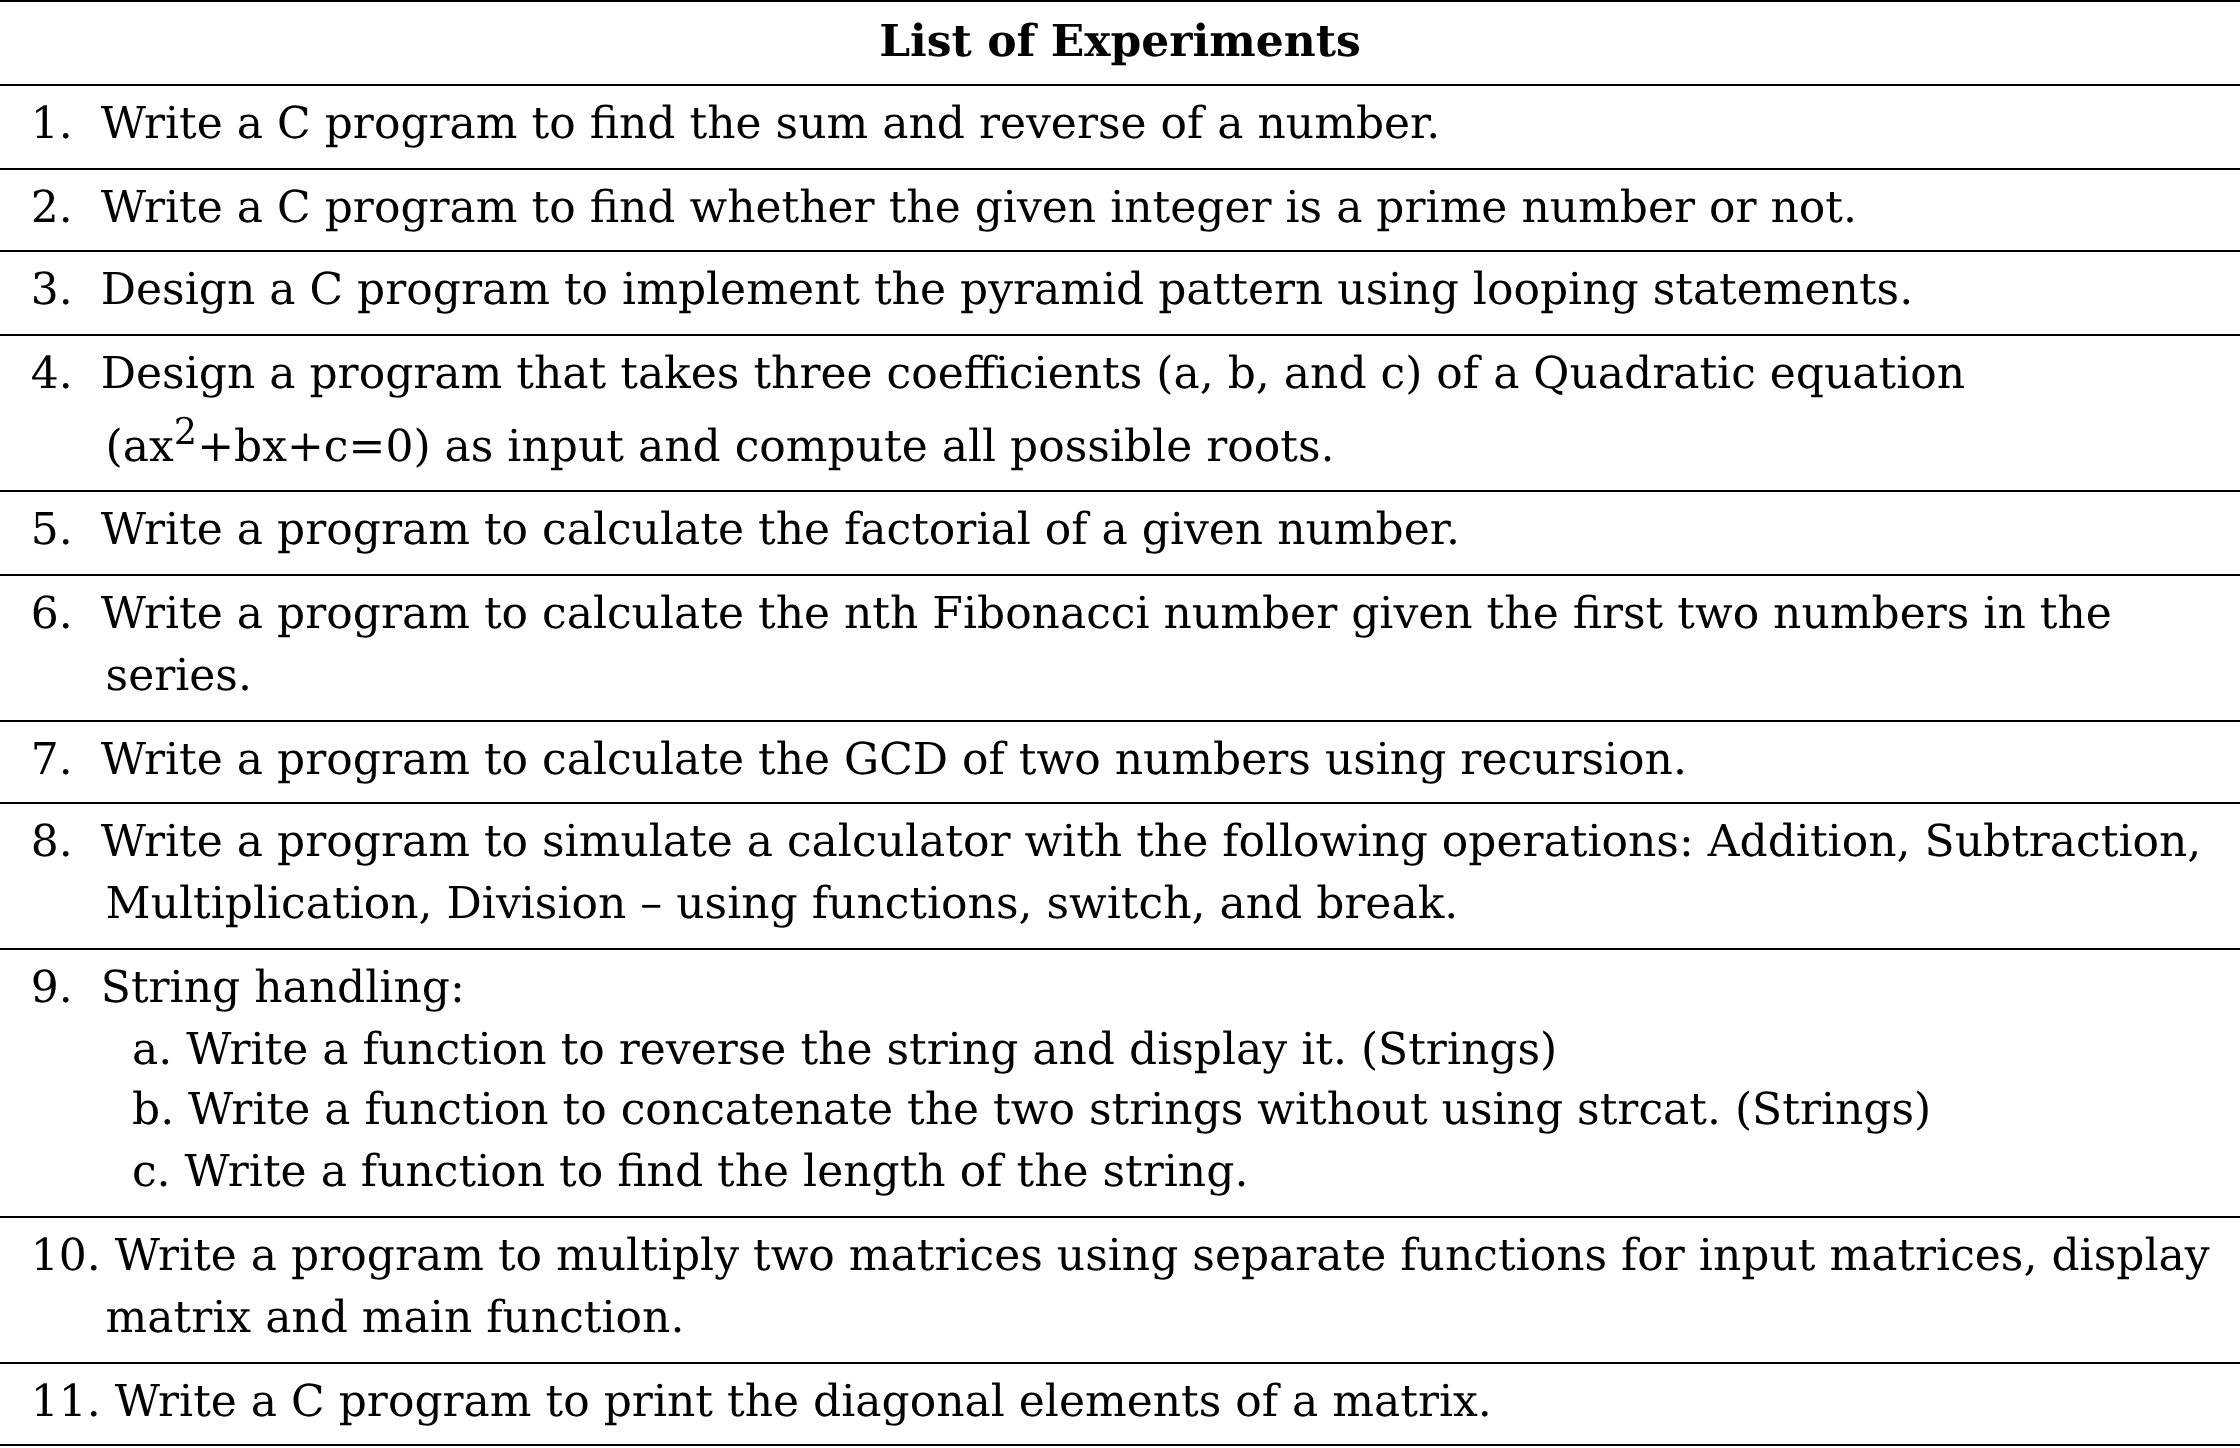 List of Experiments
1. Write a C program to find the sum and reverse of a number.
2. Write a C program to find whether the given integer is a prime number or not.
3. Design a C program to implement the pyramid pattern using looping statements.
4. Design a program that takes three coefficients (a, b, and c) of a Quadratic equation
(ax²+bx+c=0) as input and compute all possible roots.
5. Write a program to calculate the factorial of a given number.
6. Write a program to calculate the nth Fibonacci number given the first two numbers in the
series.
7. Write a program to calculate the GCD of two numbers using recursion.
8. Write a program to simulate a calculator with the following operations: Addition, Subtraction,
Multiplication, Division – using functions, switch, and break.
9. String handling:
a. Write a function to reverse the string and display it. (Strings)
b. Write a function to concatenate the two strings without using strcat. (Strings)
c. Write a function to find the length of the string.
10. Write a program to multiply two matrices using separate functions for input matrices, display
matrix and main function.
11. Write a C program to print the diagonal elements of a matrix.